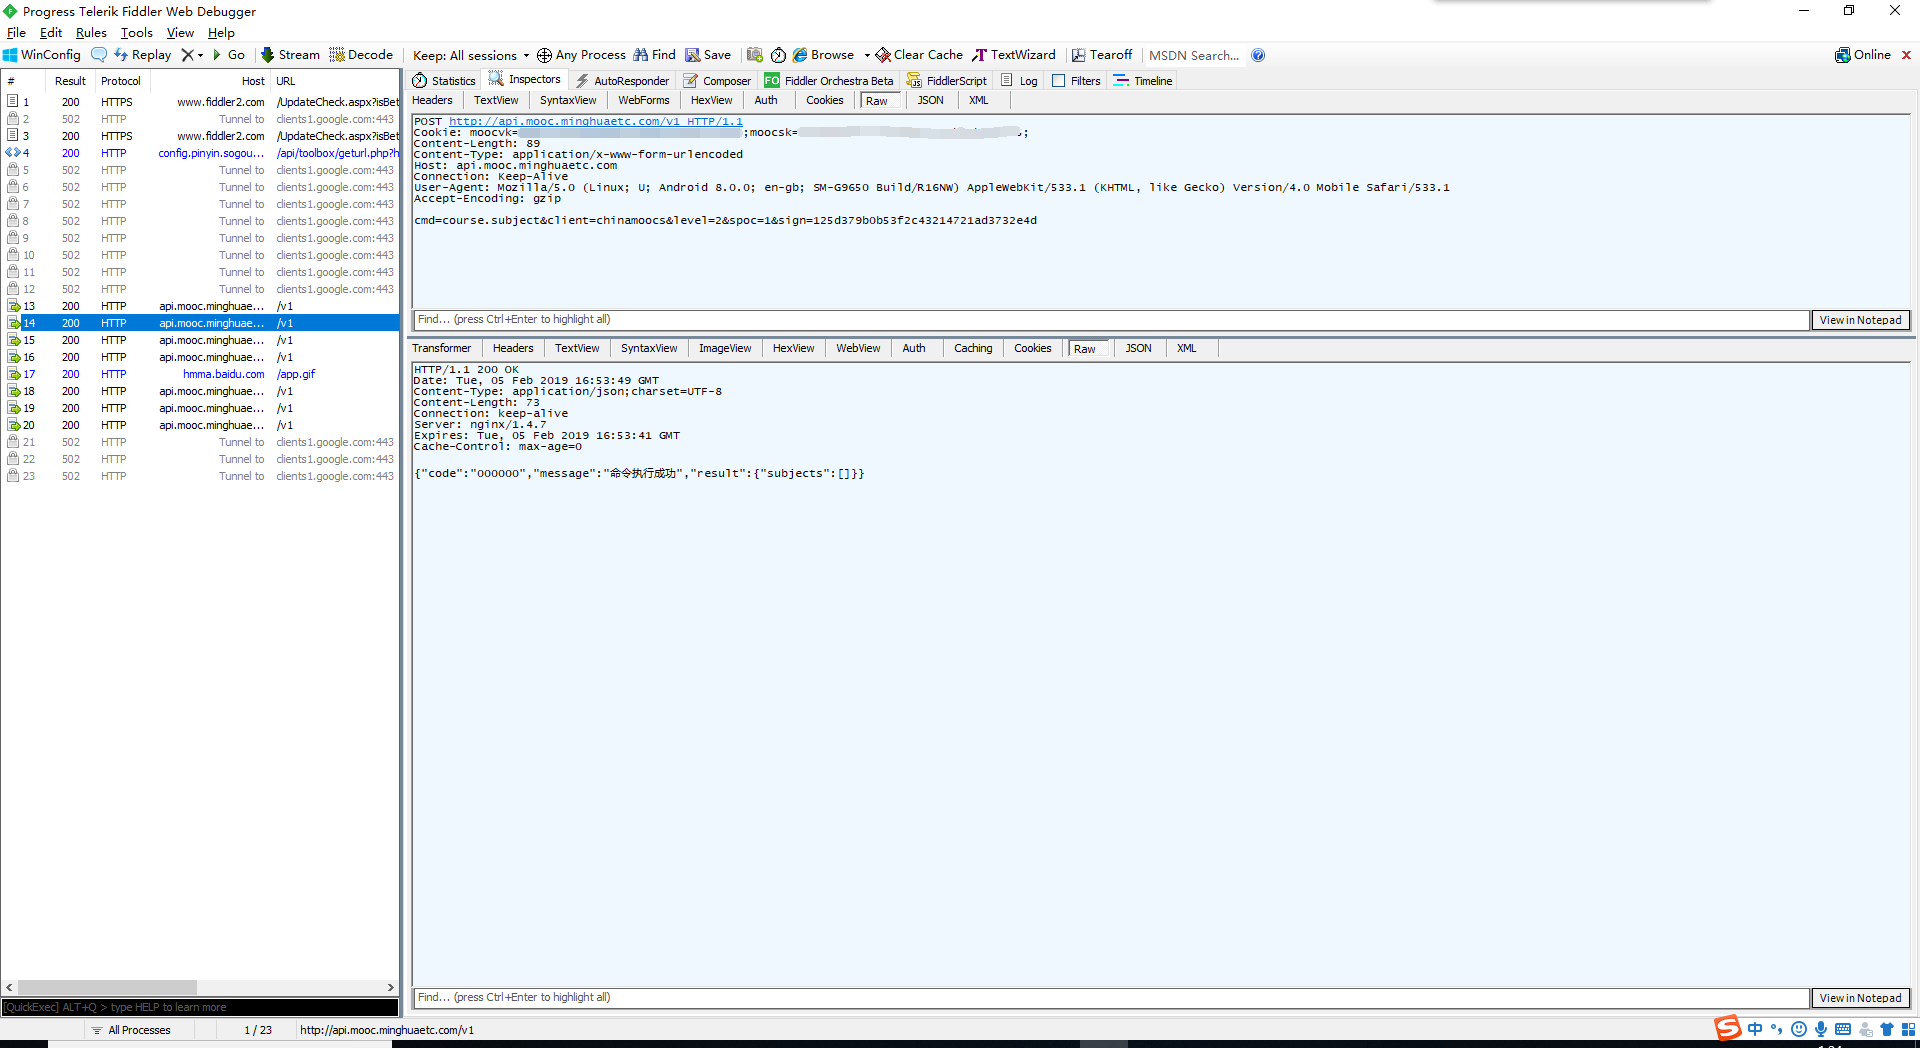 Progress Telerik Fiddler Web Debugger
File Edit Rules Tools View Help
WinConfig Replay Go Stream Decode Keep: All sessions Any Process Find Save Browse Clear Cache TextWizard Tearoff MSDN Search... Online
# Result Protocol Host URL
1 200 HTTPS www.fiddler2.com /UpdateCheck.aspx?isBet
2 502 HTTP Tunnel to clients1.google.com:443
3 200 HTTPS www.fiddler2.com /UpdateCheck.aspx?isBet
4 200 HTTP config.pinyin.sogou... /api/toolbox/geturl.php?h
5 502 HTTP Tunnel to clients1.google.com:443
6 502 HTTP Tunnel to clients1.google.com:443
7 502 HTTP Tunnel to clients1.google.com:443
8 502 HTTP Tunnel to clients1.google.com:443
9 502 HTTP Tunnel to clients1.google.com:443
10 502 HTTP Tunnel to clients1.google.com:443
11 502 HTTP Tunnel to clients1.google.com:443
12 502 HTTP Tunnel to clients1.google.com:443
13 200 HTTP api.mooc.minghuae... /v1
14 200 HTTP api.mooc.minghuae... /v1
15 200 HTTP api.mooc.minghuae... /v1
16 200 HTTP api.mooc.minghuae... /v1
17 200 HTTP hmma.baidu.com /app.gif
18 200 HTTP api.mooc.minghuae... /v1
19 200 HTTP api.mooc.minghuae... /v1
20 200 HTTP api.mooc.minghuae... /v1
21 502 HTTP Tunnel to clients1.google.com:443
22 502 HTTP Tunnel to clients1.google.com:443
23 502 HTTP Tunnel to clients1.google.com:443
[QuickExec] ALT+Q > type HELP to learn more
Statistics Inspectors AutoResponder Composer FO Fiddler Orchestra Beta FiddlerScript Log Filters Timeline
Headers TextView SyntaxView WebForms HexView Auth Cookies Raw JSON XML
POST http://api.mooc.minghuaetc.com/v1 HTTP/1.1
Cookie: moocvk= ;moocsk= ;
Content-Length: 89
Content-Type: application/x-www-form-urlencoded
Host: api.mooc.minghuaetc.com
Connection: Keep-Alive
User-Agent: Mozilla/5.0 (Linux; U; Android 8.0.0; en-gb; SM-G9650 Build/R16NW) AppleWebKit/533.1 (KHTML, like Gecko) Version/4.0 Mobile Safari/533.1
Accept-Encoding: gzip
cmd=course.subject&client=chinamoocs&level=2&spoc=1&sign=125d379b0b53f2c43214721ad3732e4d
Find... (press Ctrl+Enter to highlight all) View in Notepad
Transformer Headers TextView SyntaxView ImageView HexView WebView Auth Caching Cookies Raw JSON XML
HTTP/1.1 200 OK
Date: Tue, 05 Feb 2019 16:53:49 GMT
Content-Type: application/json;charset=UTF-8
Content-Length: 73
Connection: keep-alive
Server: nginx/1.4.7
Expires: Tue, 05 Feb 2019 16:53:41 GMT
Cache-Control: max-age=0
{"code":"000000","message":"命令执行成功","result":{"subjects":[]}}
Find... (press Ctrl+Enter to highlight all) View in Notepad
All Processes 1 / 23 http://api.mooc.minghuaetc.com/v1
中